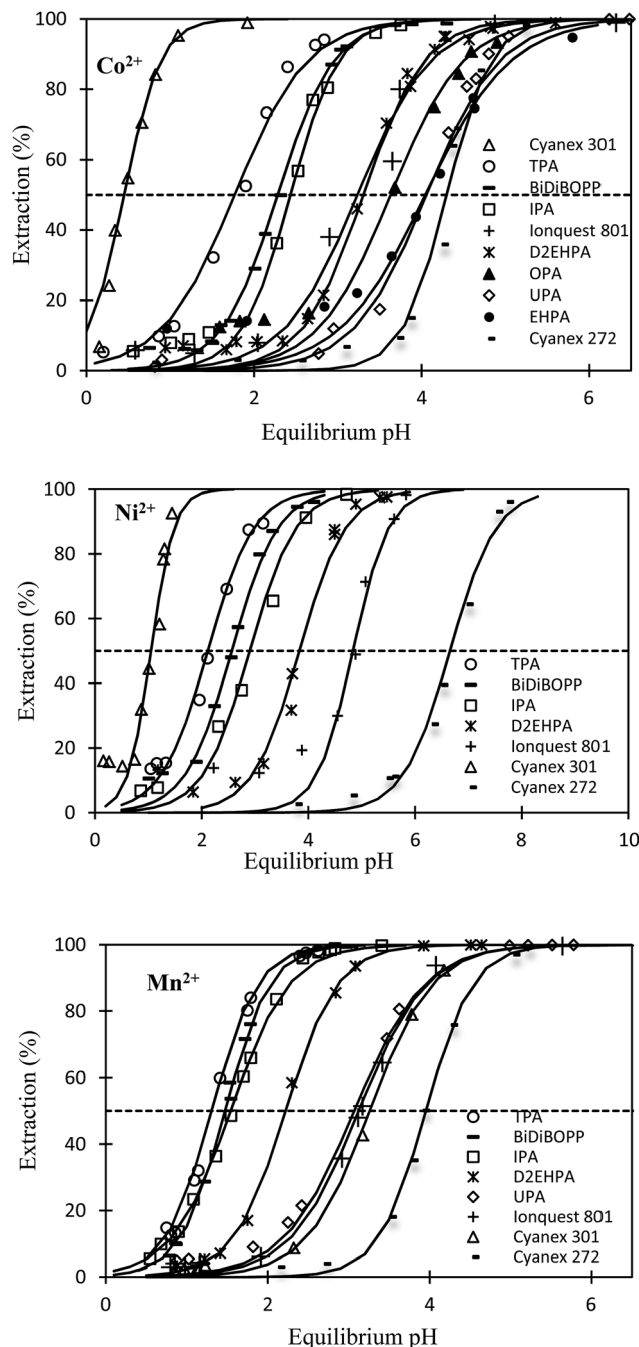 100
Co²⁺
80
60
40
20
0
Extraction (%)
Cyanex 301
TPA
BiDiBOPP
IPA
Ionquest 801
D2EHPA
OPA
UPA
EHPA
Cyanex 272
0 2 4 6
Equilibrium pH
100
Ni²⁺
80
60
40
20
0
Extraction (%)
TPA
BiDiBOPP
IPA
D2EHPA
Ionquest 801
Cyanex 301
Cyanex 272
0 2 4 6 8 10
Equilibrium pH
100
Mn²⁺
80
60
40
20
0
Extraction (%)
TPA
BiDiBOPP
IPA
D2EHPA
UPA
Ionquest 801
Cyanex 301
Cyanex 272
0 2 4 6
Equilibrium pH